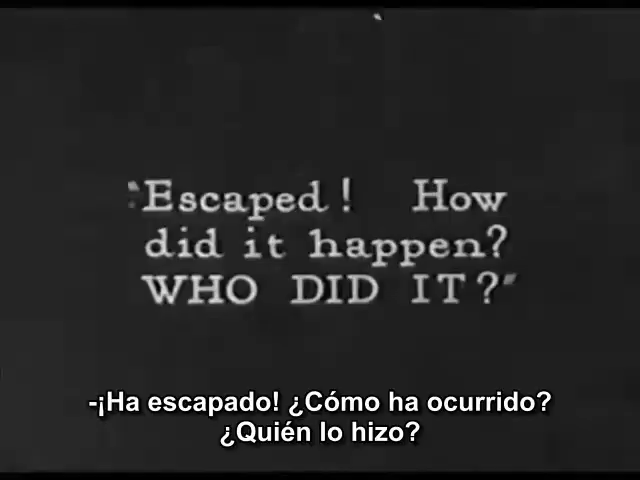 "Escaped! How
did it happen?
WHO DID IT?"
-¡Ha escapado! ¿Cómo ha ocurrido?
¿Quién lo hizo?